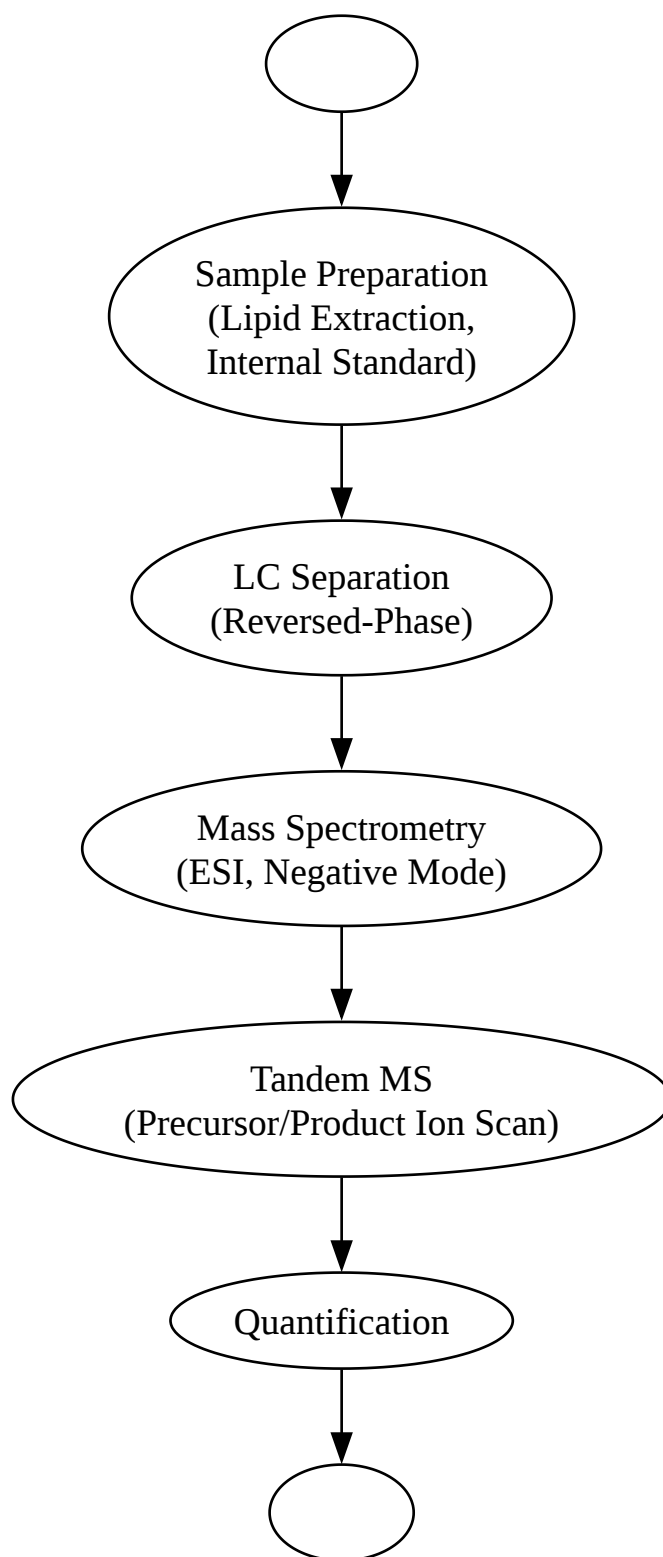 Sample Preparation
(Lipid Extraction,
Internal Standard)
LC Separation
(Reversed-Phase)
Mass Spectrometry
(ESI, Negative Mode)
Tandem MS
(Precursor/Product Ion Scan)
Quantification